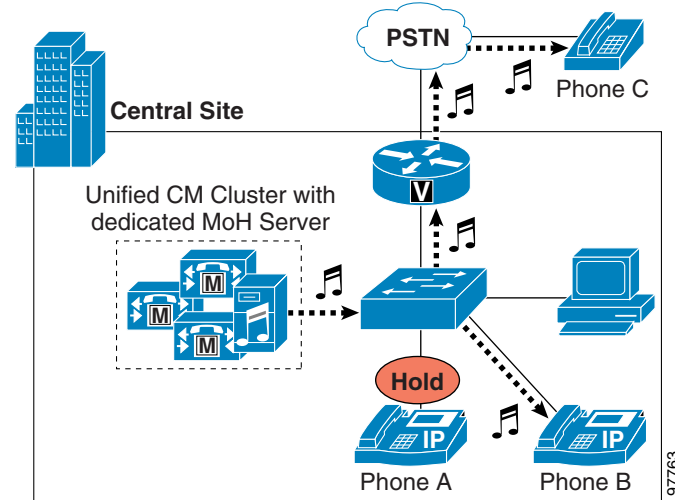 PSTN
Phone C
Central Site
V
Unified CM Cluster with
dedicated MoH Server
M
M
M
Hold
IP
IP
Phone A
Phone B
97763